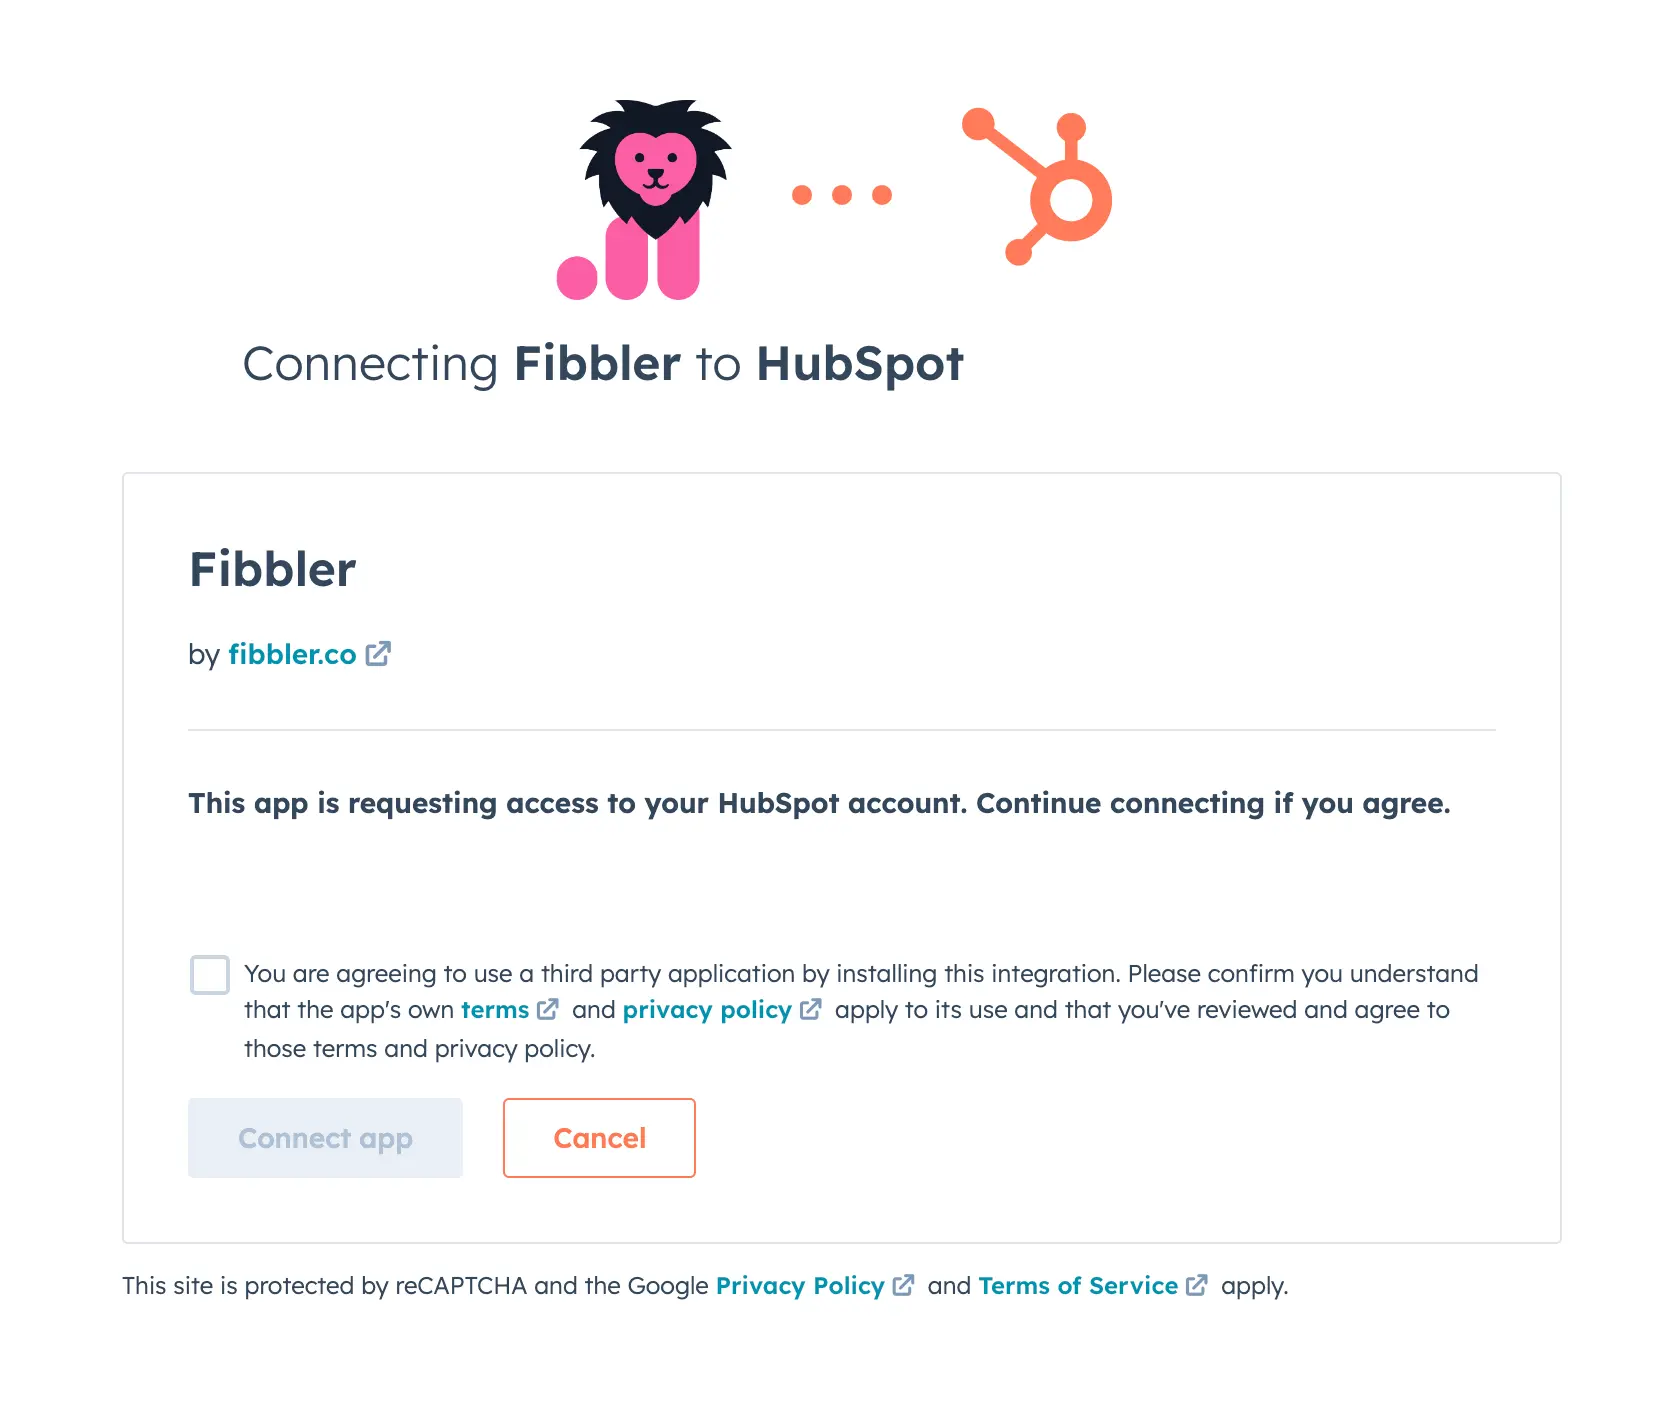 Connecting Fibbler to HubSpot
Fibbler
by fibbler.co
This app is requesting access to your HubSpot account. Continue connecting if you agree.
You are agreeing to use a third party application by installing this integration. Please confirm you understand
that the app's own terms and privacy policy apply to its use and that you've reviewed and agree to
those terms and privacy policy.
Connect app
Cancel
This site is protected by reCAPTCHA and the Google Privacy Policy and Terms of Service apply.